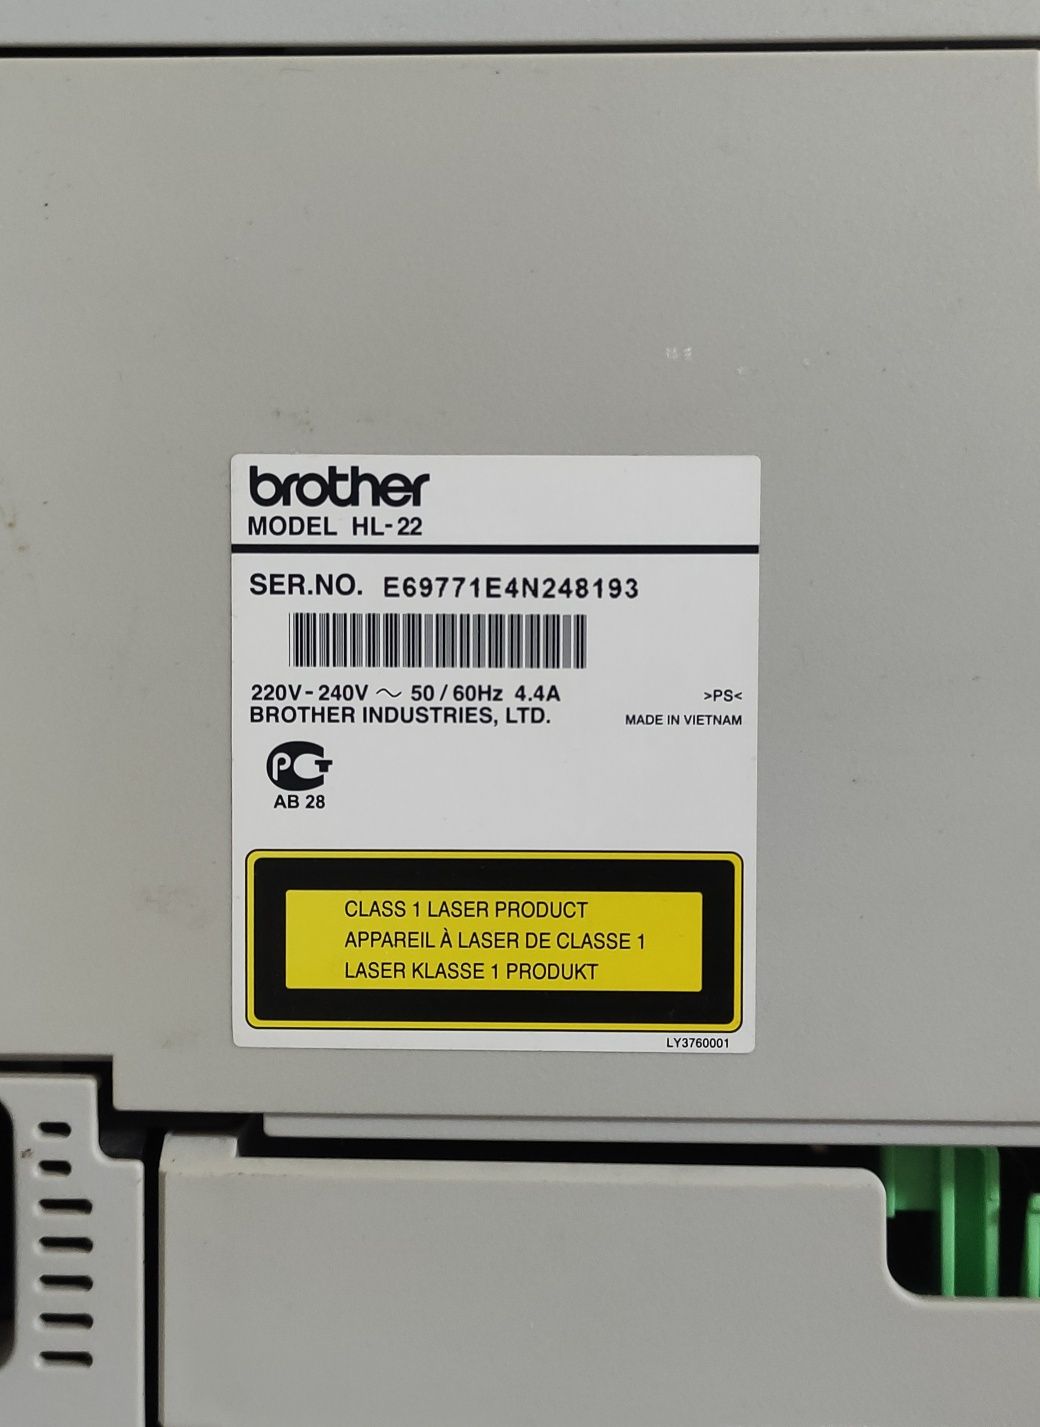 brother
MODEL HL-22
SER.NO. E69771E4N248193
220V-240V ~ 50/60Hz 4.4A
>PS<
BROTHER INDUSTRIES, LTD.
MADE IN VIETNAM
РСТ
AB 28
CLASS 1 LASER PRODUCT
APPAREIL À LASER DE CLASSE 1
LASER KLASSE 1 PRODUKT
LY3760001